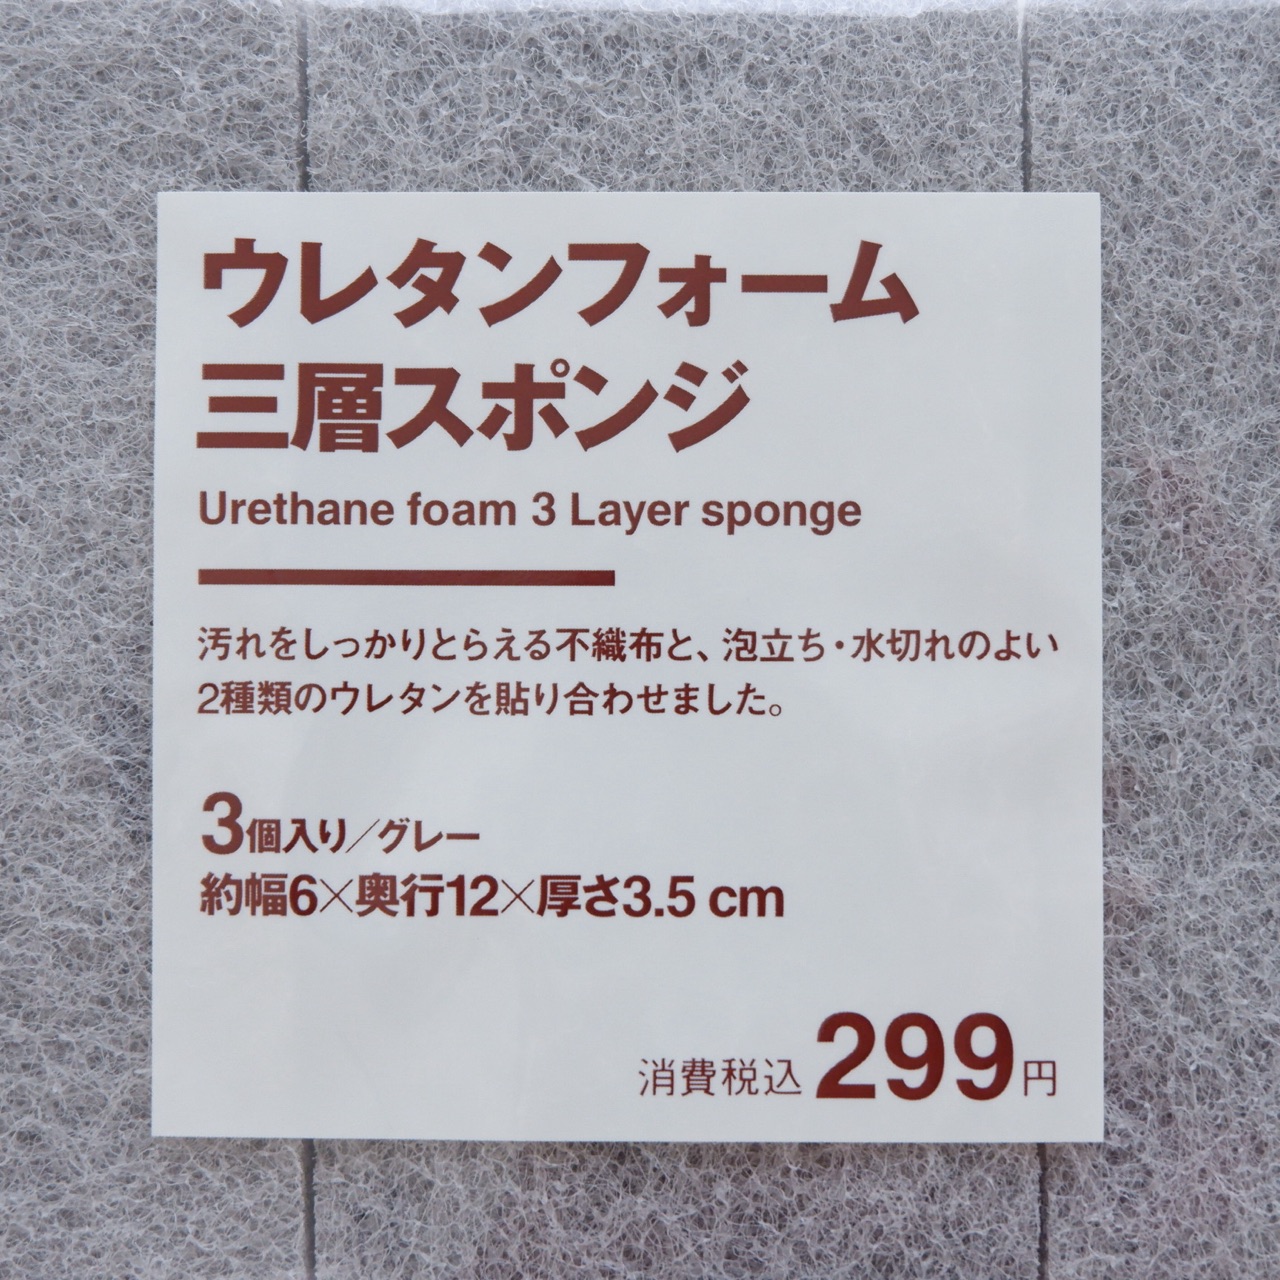 ウレタンフォーム
三層スポンジ
Urethane foam 3 Layer sponge
汚れをしっかりとらえる不織布と、泡立ち・水切れのよい
2種類のウレタンを貼り合わせました。
3個入り／グレー
約幅6×奥行12×厚さ3.5 cm
消費税込299円